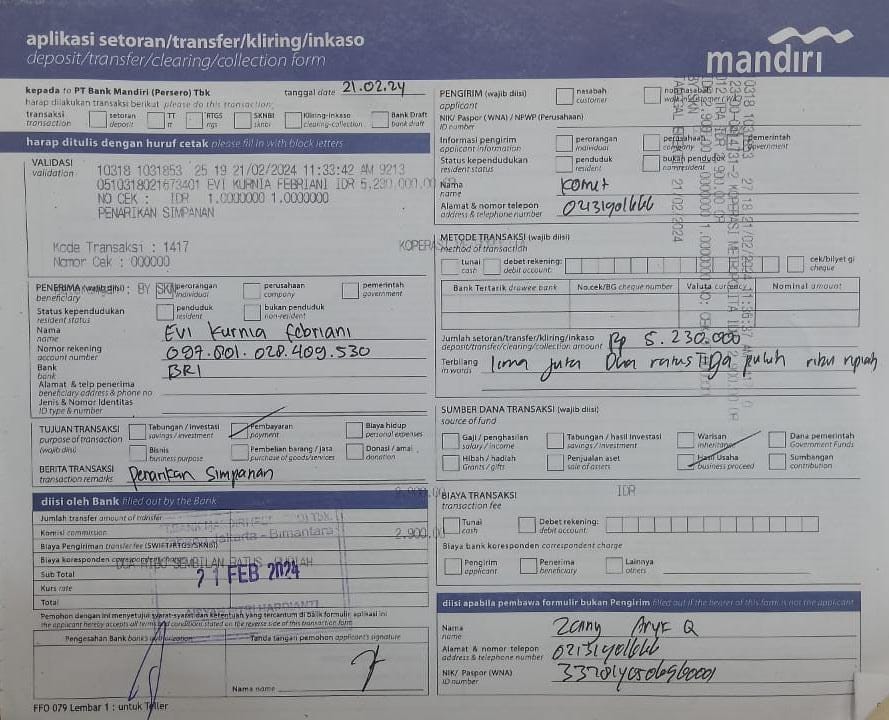 aplikasi setoran/transfer/kliring/inkaso
deposit/transfer/clearing/collection form
mandiri
kepada to PT Bank Mandiri (Persero) Tbk
tanggal date 21.02.24
harap dilakukan transaksi berikut please do this transaction:
transaksi transaction
setoran deposit
TT tt
RTGS rtgs
SKNBI sknbi
Kliring-Inkaso clearing-collection
Bank Draft bank draft
harap ditulis dengan huruf cetak please fill in with block letters
VALIDASI
validation
10318 1031853 25 19 21/02/2024 11:33:42 AM 9213
0510318021673401 EVI KURNIA FEBRIANI IDR 5.230.000,00
NO CEK : IDR 1.0000000 1.0000000
PENARIKAN SIMPANAN
Kode Transaksi : 1417
Nomor Cek : 000000
PENERIMA (wajib diisi) : BY SKN
beneficiary
perorangan individual
perusahaan company
pemerintah government
Status kependudukan
resident status
penduduk resident
bukan penduduk non-resident
Nama
name
Evi Kurnia Febriani
Nomor rekening
account number
097.801.028.409.530
Bank
bank
BRI
Alamat & telp penerima
beneficiary address & phone no
Jenis & Nomor Identitas
ID type & number
TUJUAN TRANSAKSI
purpose of transaction
(wajib diisi)
Tabungan / Investasi savings / investment
Pembayaran payment
Biaya hidup personal expenses
Bisnis business purpose
Pembelian barang / jasa purchase of goods/services
Donasi / amal donation
BERITA TRANSAKSI
transaction remarks
Penarikan Simpanan
diisi oleh Bank filled out by the Bank
Jumlah transfer amount of transfer
Komisi commission
2.900,00
Biaya Pengiriman transfer fee (SWIFT/RTGS/SKNBI)
Biaya koresponden
DUA RIBU SEMBILAN RATUS RUPIAH
Sub Total
21 FEB 2024
Kurs rate
Total
Pemohon dengan ini menyetujui syarat-syarat dan ketentuan yang tercantum di balik formulir aplikasi ini
the applicant hereby accepts all terms and conditions stated on the reverse side of this transaction form
Pengesahan Bank bank's authorization
Tanda tangan pemohon applicant's signature
Nama name :
FFO 079 Lembar 1 : untuk Teller
PENGIRIM (wajib diisi)
applicant
nasabah customer
non nasabah
NIK/ Paspor (WNA) / NPWP (Perusahaan)
ID number
Informasi pengirim
applicant information
perorangan individual
perusahaan company
pemerintah government
Status kependudukan
resident status
penduduk resident
bukan penduduk nonresident
Nama
name
Komet
Alamat & nomor telepon
address & telephone number
02131901666
METODE TRANSAKSI (wajib diisi)
method of transaction
tunai cash
debet rekening: debit account:
cek/bilyet gi cheque
Bank Tertarik drawee bank
No.cek/BG cheque number
Valuta currency
Nominal amount
Jumlah setoran/transfer/kliring/inkaso
deposit/transfer/clearing/collection amount
Rp 5.230.000
Terbilang
in words
lima juta Dua ratus Tiga puluh ribu rupiah
SUMBER DANA TRANSAKSI (wajib diisi)
source of fund
Gaji / penghasilan salary / income
Tabungan / hasil Investasi savings / investment
Warisan inheritance
Dana pemerintah Government Funds
Hibah / hadiah Grants / gifts
Penjualan aset sale of assets
Hasil Usaha business proceed
Sumbangan contribution
BIAYA TRANSAKSI
transaction fee
IDR
Tunai cash
Debet rekening: debit account:
Biaya bank koresponden correspondent charge
Pengirim applicant
Penerima beneficiary
Lainnya others
diisi apabila pembawa formulir bukan Pengirim filled out if the bearer of this form is not the applicant
Nama
name
Alamat & nomor telepon
address & telephone number
02131901666
NIK/ Paspor (WNA)
ID number